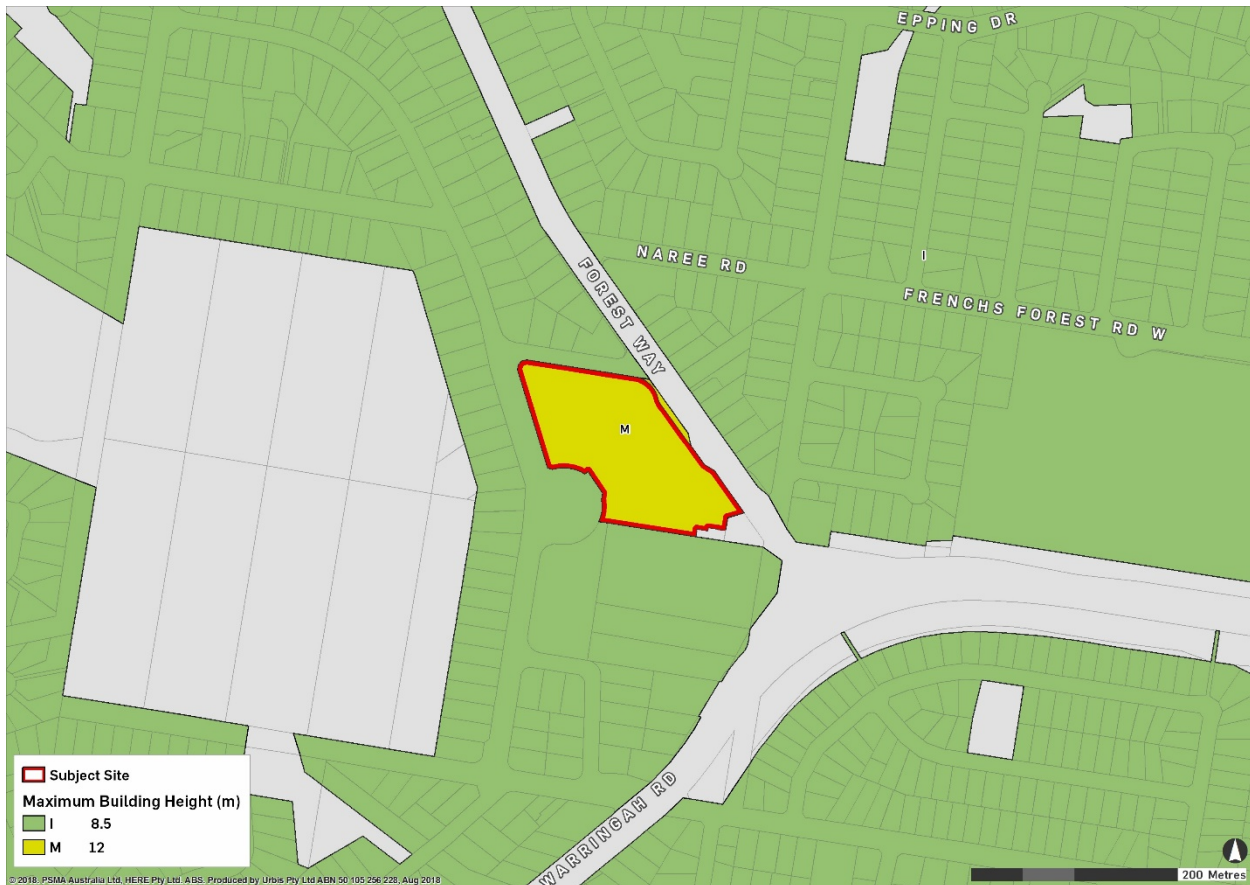 EPPING DR
NAREE RD
I
FOREST WAY
FRENCHS FOREST RD W
M
WARRINGAH RD
Subject Site
Maximum Building Height (m)
I 8.5
M 12
© 2018. PSMA Australia Ltd, HERE Pty Ltd. ABS. Produced by Urbis Pty Ltd ABN 50 105 256 228, Aug 2018
200 Metres